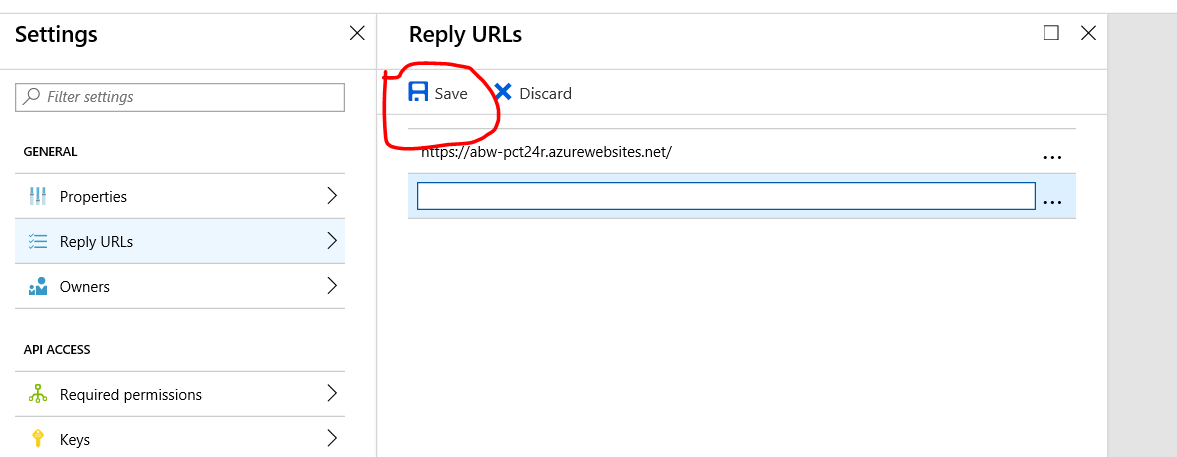 Settings
Filter settings
GENERAL
Properties
Reply URLs
Owners
API ACCESS
Required permissions
Keys
Reply URLs
Save
Discard
https://abw-pct24r.azurewebsites.net/
...
...